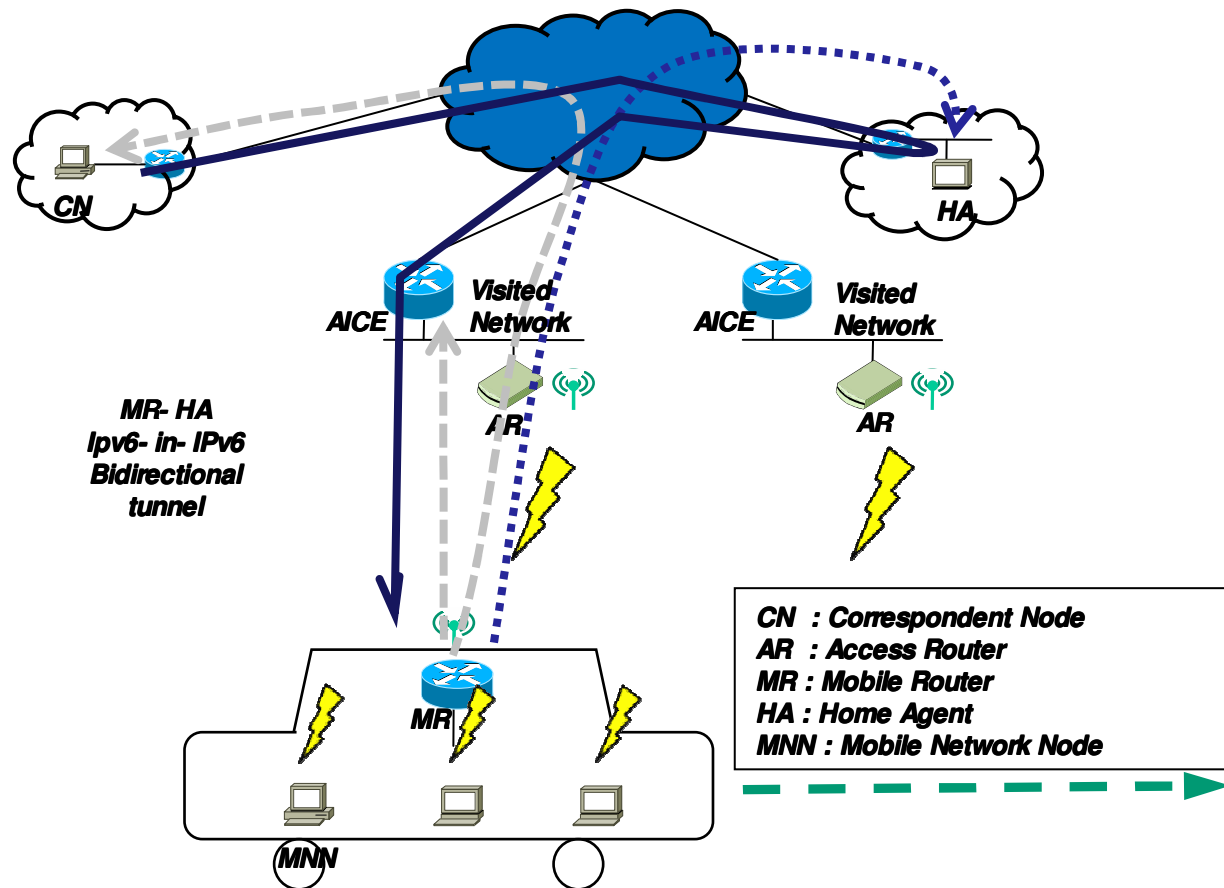 CN
HA
AICE
Visited
Network
AICE
Visited
Network
AR
AR
MR- HA
Ipv6- in- IPv6
Bidirectional
tunnel
MR
MNN
CN : Correspondent Node
AR : Access Router
MR : Mobile Router
HA : Home Agent
MNN : Mobile Network Node